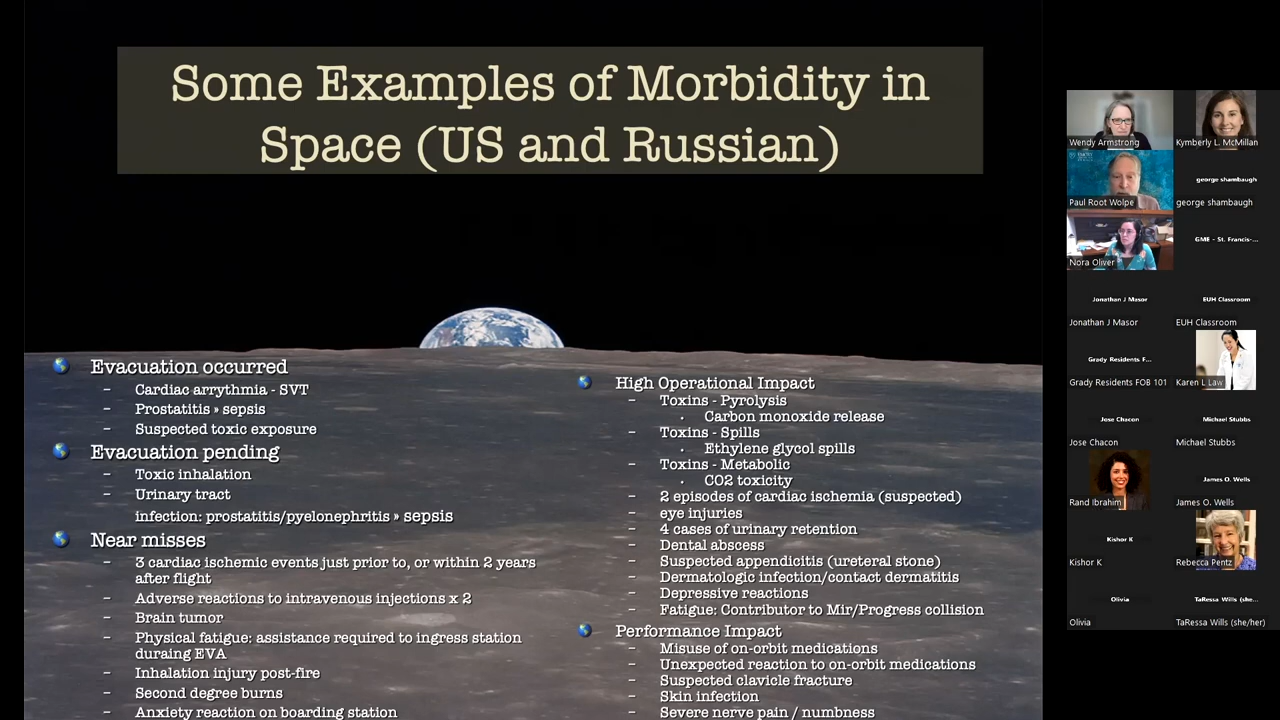 Some Examples of Morbidity in
Space (US and Russian)
Evacuation occurred
– Cardiac arrythmia - SVT
– Prostatitis » sepsis
– Suspected toxic exposure
Evacuation pending
– Toxic inhalation
– Urinary tract
infection: prostatitis/pyelonephritis » sepsis
Near misses
3 cardiac ischemic events just prior to, or within 2 years
after flight
– Adverse reactions to intravenous injections x 2
– Brain tumor
– Physical fatigue: assistance required to ingress station
duraing EVA
– Inhalation injury post-fire
– Second degree burns
– Anxiety reaction on boarding station
High Operational Impact
– Toxins - Pyrolysis
· Carbon monoxide release
– Toxins - Spills
· Ethylene glycol spills
– Toxins - Metabolic
· CO2 toxicity
– 2 episodes of cardiac ischemia (suspected)
– eye injuries
– 4 cases of urinary retention
– Dental abscess
– Suspected appendicitis (ureteral stone)
– Dermatologic infection/contact dermatitis
– Depressive reactions
– Fatigue: Contributor to Mir/Progress collision
Performance Impact
– Misuse of on-orbit medications
– Unexpected reaction to on-orbit medications
– Suspected clavicle fracture
– Skin infection
– Severe nerve pain / numbness
Wendy Armstrong
Kymberly L. McMillan
Paul Root Wolpe
george shambaugh
george shambaugh
Nora Oliver
GME - St. Francis-...
Jonathan J Masor
Jonathan J Masor
EUH Classroom
EUH Classroom
Grady Residents F...
Grady Residents FOB 101
Karen L Law
Jose Chacon
Jose Chacon
Michael Stubbs
Michael Stubbs
Rand Ibrahim
James O. Wells
James O. Wells
Kishor K
Kishor K
Rebecca Pentz
Olivia
Olivia
TaRessa Wills (she...
TaRessa Wills (she/her)